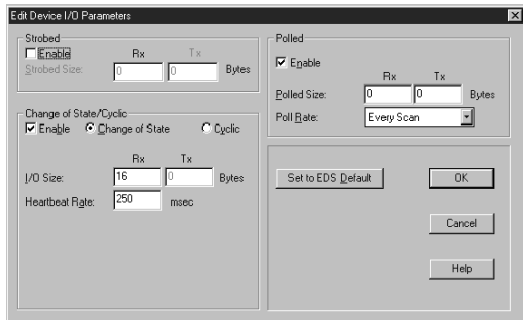 Edit Device I/O Parameters
Strobed
Enable
Rx Tx
Strobed Size: 0 0 Bytes
Change of State/Cyclic
Enable Change of State Cyclic
Rx Tx
I/O Size: 16 0 Bytes
Heartbeat Rate: 250 msec
Polled
Enable
Rx Tx
Polled Size: 0 0 Bytes
Poll Rate: Every Scan
Set to EDS Default
OK
Cancel
Help